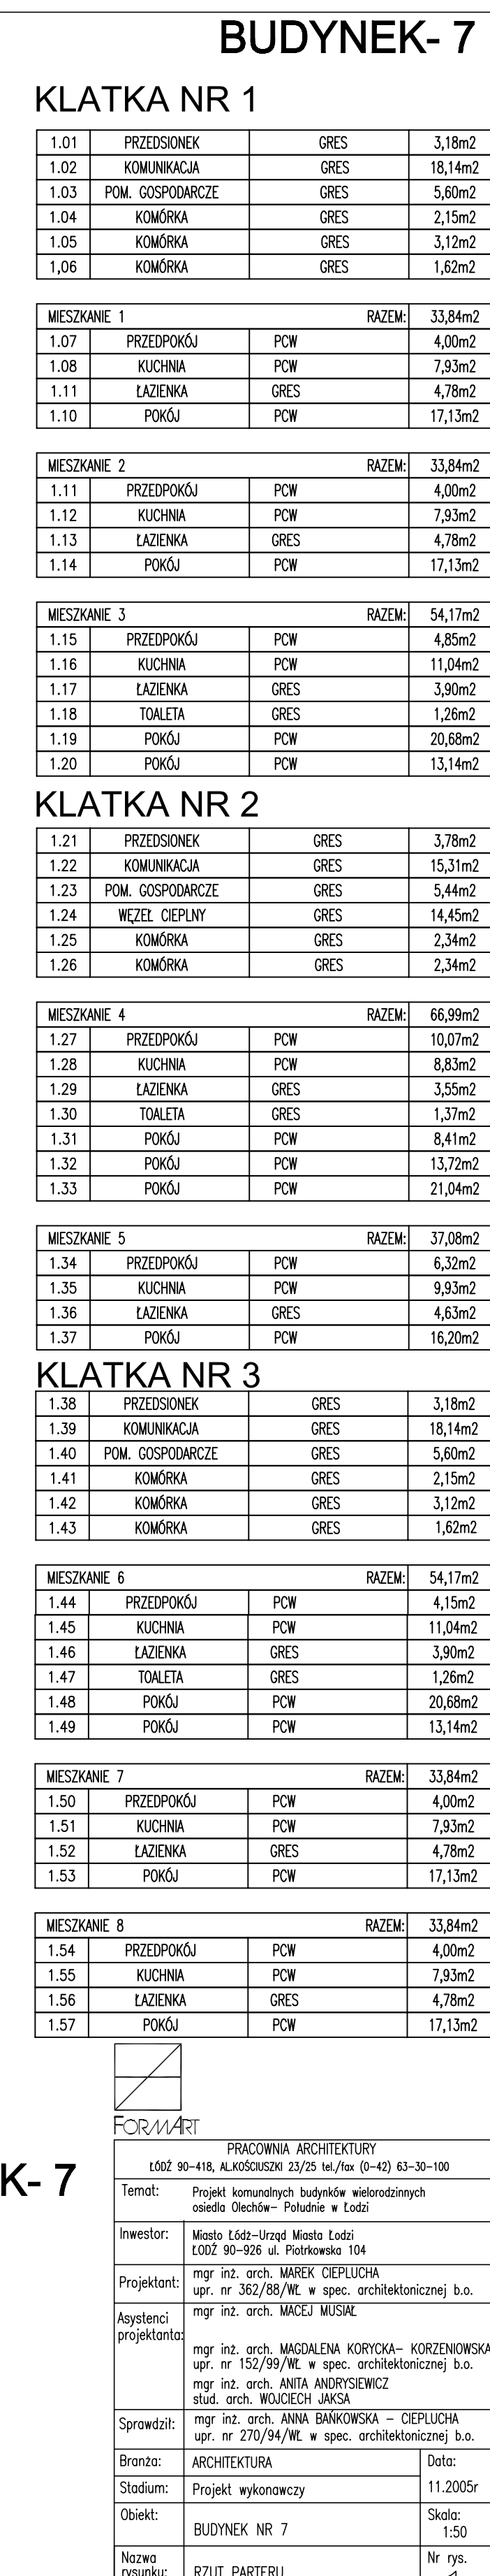 BUDYNEK- 7
KLATKA NR 1
1.01 PRZEDSIONEK GRES 3,18m2
1.02 KOMUNIKACJA GRES 18,14m2
1.03 POM. GOSPODARCZE GRES 5,60m2
1.04 KOMÓRKA GRES 2,15m2
1.05 KOMÓRKA GRES 3,12m2
1,06 KOMÓRKA GRES 1,62m2
MIESZKANIE 1 RAZEM: 33,84m2
1.07 PRZEDPOKÓJ PCW 4,00m2
1.08 KUCHNIA PCW 7,93m2
1.11 ŁAZIENKA GRES 4,78m2
1.10 POKÓJ PCW 17,13m2
MIESZKANIE 2 RAZEM: 33,84m2
1.11 PRZEDPOKÓJ PCW 4,00m2
1.12 KUCHNIA PCW 7,93m2
1.13 ŁAZIENKA GRES 4,78m2
1.14 POKÓJ PCW 17,13m2
MIESZKANIE 3 RAZEM: 54,17m2
1.15 PRZEDPOKÓJ PCW 4,85m2
1.16 KUCHNIA PCW 11,04m2
1.17 ŁAZIENKA GRES 3,90m2
1.18 TOALETA GRES 1,26m2
1.19 POKÓJ PCW 20,68m2
1.20 POKÓJ PCW 13,14m2
KLATKA NR 2
1.21 PRZEDSIONEK GRES 3,78m2
1.22 KOMUNIKACJA GRES 15,31m2
1.23 POM. GOSPODARCZE GRES 5,44m2
1.24 WĘZEŁ CIEPLNY GRES 14,45m2
1.25 KOMÓRKA GRES 2,34m2
1.26 KOMÓRKA GRES 2,34m2
MIESZKANIE 4 RAZEM: 66,99m2
1.27 PRZEDPOKÓJ PCW 10,07m2
1.28 KUCHNIA PCW 8,83m2
1.29 ŁAZIENKA GRES 3,55m2
1.30 TOALETA GRES 1,37m2
1.31 POKÓJ PCW 8,41m2
1.32 POKÓJ PCW 13,72m2
1.33 POKÓJ PCW 21,04m2
MIESZKANIE 5 RAZEM: 37,08m2
1.34 PRZEDPOKÓJ PCW 6,32m2
1.35 KUCHNIA PCW 9,93m2
1.36 ŁAZIENKA GRES 4,63m2
1.37 POKÓJ PCW 16,20m2
KLATKA NR 3
1.38 PRZEDSIONEK GRES 3,18m2
1.39 KOMUNIKACJA GRES 18,14m2
1.40 POM. GOSPODARCZE GRES 5,60m2
1.41 KOMÓRKA GRES 2,15m2
1.42 KOMÓRKA GRES 3,12m2
1.43 KOMÓRKA GRES 1,62m2
MIESZKANIE 6 RAZEM: 54,17m2
1.44 PRZEDPOKÓJ PCW 4,15m2
1.45 KUCHNIA PCW 11,04m2
1.46 ŁAZIENKA GRES 3,90m2
1.47 TOALETA GRES 1,26m2
1.48 POKÓJ PCW 20,68m2
1.49 POKÓJ PCW 13,14m2
MIESZKANIE 7 RAZEM: 33,84m2
1.50 PRZEDPOKÓJ PCW 4,00m2
1.51 KUCHNIA PCW 7,93m2
1.52 ŁAZIENKA GRES 4,78m2
1.53 POKÓJ PCW 17,13m2
MIESZKANIE 8 RAZEM: 33,84m2
1.54 PRZEDPOKÓJ PCW 4,00m2
1.55 KUCHNIA PCW 7,93m2
1.56 ŁAZIENKA GRES 4,78m2
1.57 POKÓJ PCW 17,13m2
FORMART
K- 7
PRACOWNIA ARCHITEKTURY
ŁÓDŹ 90-418, AL.KOŚCIUSZKI 23/25 tel./fax (0-42) 63-30-100
Temat: Projekt komunalnych budynków wielorodzinnych
osiedla Olechów- Południe w Łodzi
Inwestor: Miasto Łódź-Urząd Miasta Łodzi
ŁODŹ 90-926 ul. Piotrkowska 104
Projektant: mgr inż. arch. MAREK CIEPLUCHA
upr. nr 362/88/WŁ w spec. architektonicznej b.o.
Asystenci projektanta: mgr inż. arch. MACEJ MUSIAŁ
mgr inż. arch. MAGDALENA KORYCKA- KORZENIOWSKA
upr. nr 152/99/WŁ w spec. architektonicznej b.o.
mgr inż. arch. ANITA ANDRYSIEWICZ
stud. arch. WOJCIECH JAKSA
Sprawdził: mgr inż. arch. ANNA BAŃKOWSKA - CIEPLUCHA
upr. nr 270/94/WŁ w spec. architektonicznej b.o.
Branża: ARCHITEKTURA Data:
Stadium: Projekt wykonawczy 11.2005r
Obiekt: BUDYNEK NR 7 Skala:
1:50
Nazwa rysunku: RZUT PARTERU Nr rys.